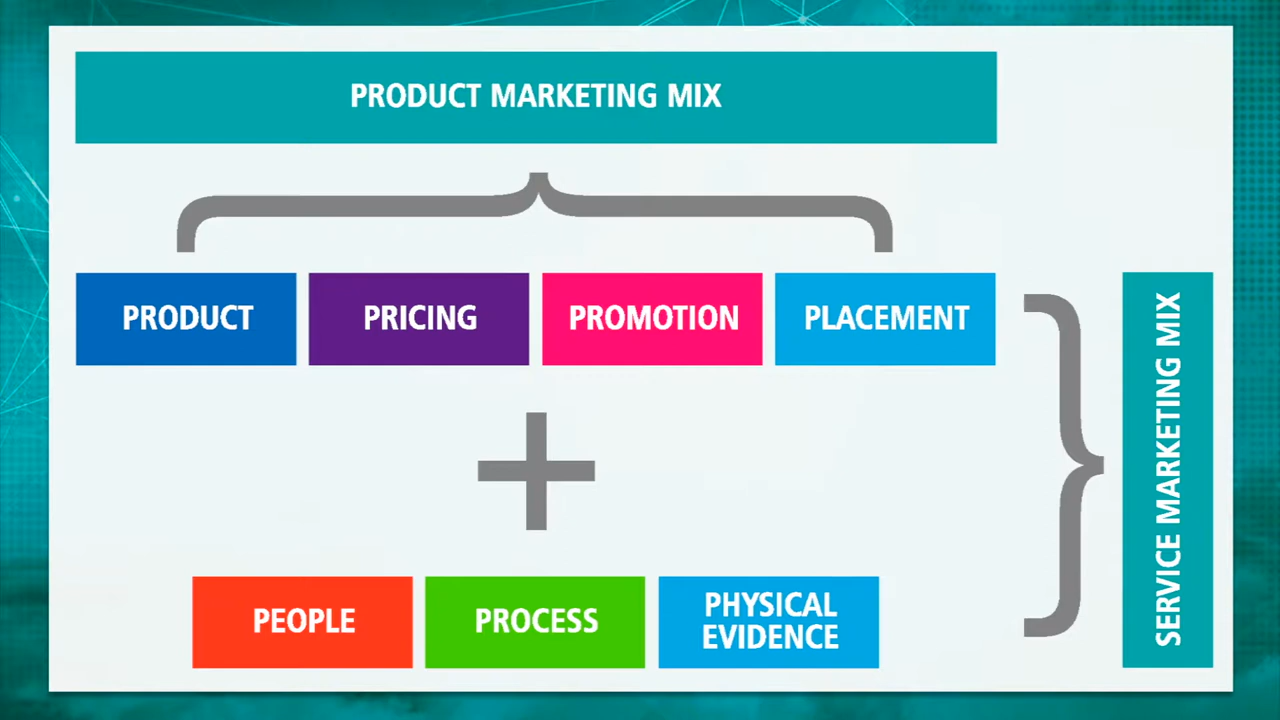 PRODUCT MARKETING MIX
PRODUCT
PRICING
PROMOTION
PLACEMENT
SERVICE MARKETING MIX
PEOPLE
PROCESS
PHYSICAL
EVIDENCE